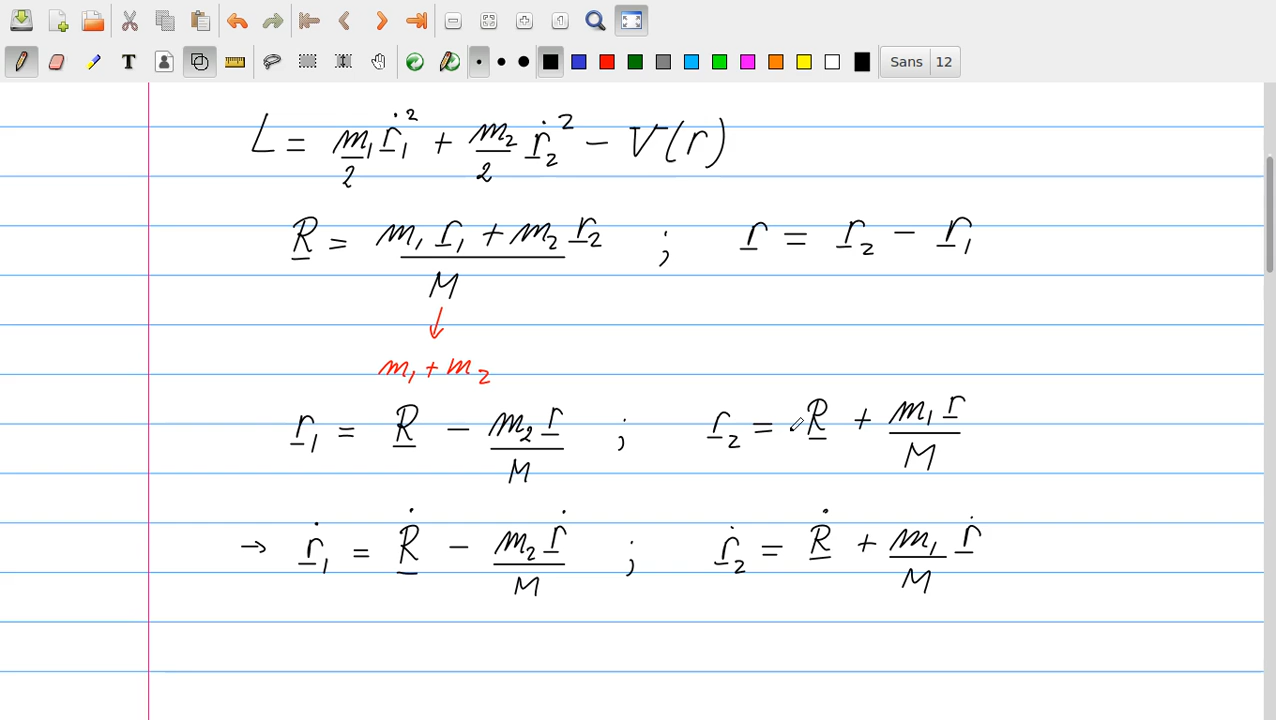 T Sans 12
L = m₁/2 ṙ₁² + m₂/2 ṙ₂² − V(r)
R = (m₁ r₁ + m₂ r₂)/M ; r = r₂ − r₁
m₁ + m₂
r₁ = R − m₂ r/M ; r₂ = R + m₁ r/M
→ ṙ₁ = Ṙ − m₂ ṙ/M ; ṙ₂ = Ṙ + m₁/M ṙ